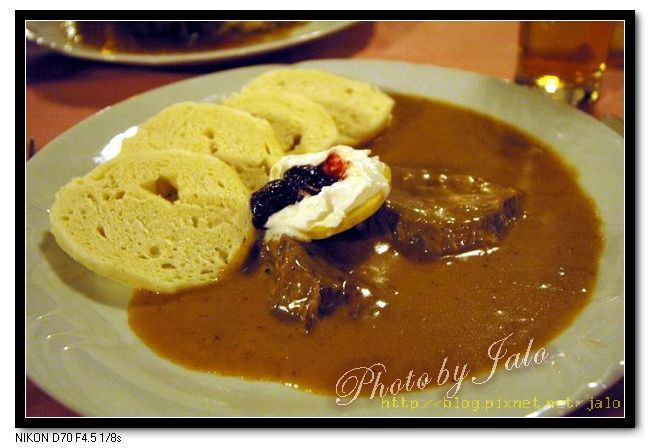 Photo by Jalo
http://blog.pixnet.net/jalo
NIKON D70 F4.5 1/8s